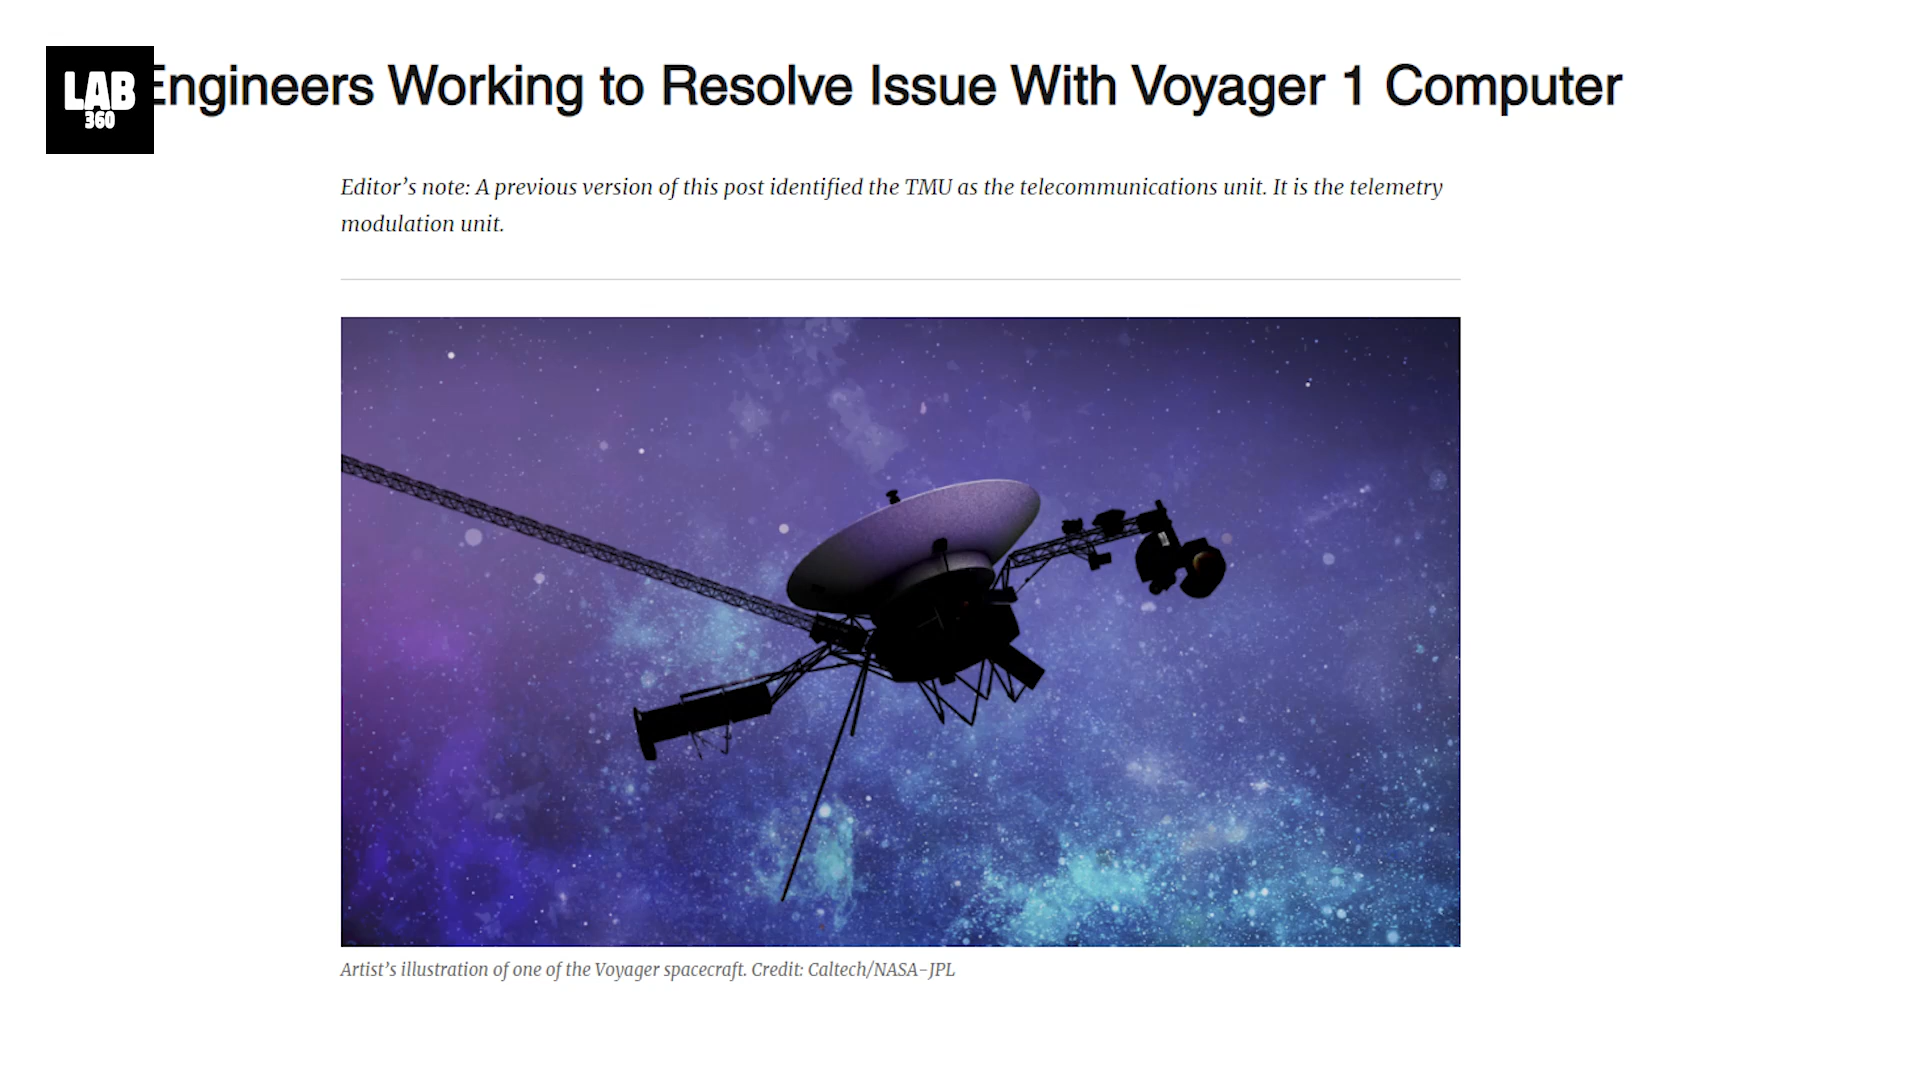 LAB
360
Engineers Working to Resolve Issue With Voyager 1 Computer
Editor’s note: A previous version of this post identified the TMU as the telecommunications unit. It is the telemetry
modulation unit.
Artist’s illustration of one of the Voyager spacecraft. Credit: Caltech/NASA-JPL